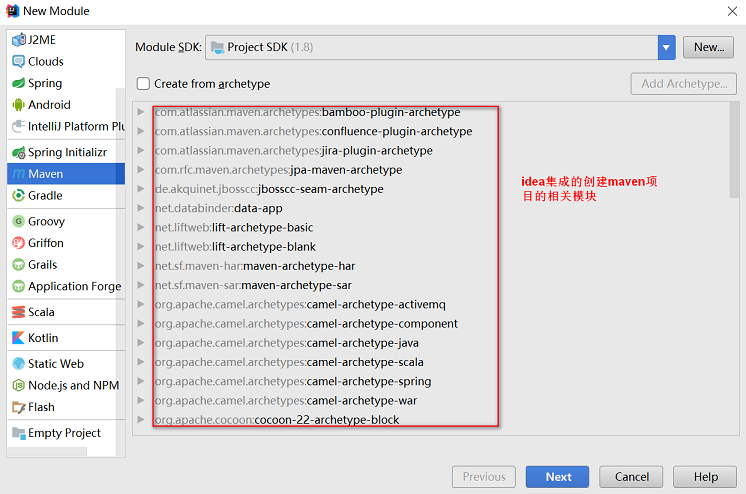 New Module
J2ME
Clouds
Spring
Android
IntelliJ Platform Plu
Spring Initializr
Maven
Gradle
Groovy
Griffon
Grails
Application Forge
Scala
Kotlin
Static Web
Node.js and NPM
Flash
Empty Project
Module SDK:
Project SDK (1.8)
New...
Create from archetype
Add Archetype...
com.atlassian.maven.archetypes:bamboo-plugin-archetype
com.atlassian.maven.archetypes:confluence-plugin-archetype
com.atlassian.maven.archetypes:jira-plugin-archetype
com.rfc.maven.archetypes:jpa-maven-archetype
de.akquinet.jbosscc:jbosscc-seam-archetype
net.databinder:data-app
net.liftweb:lift-archetype-basic
net.liftweb:lift-archetype-blank
net.sf.maven-har:maven-archetype-har
net.sf.maven-sar:maven-archetype-sar
org.apache.camel.archetypes:camel-archetype-activemq
org.apache.camel.archetypes:camel-archetype-component
org.apache.camel.archetypes:camel-archetype-java
org.apache.camel.archetypes:camel-archetype-scala
org.apache.camel.archetypes:camel-archetype-spring
org.apache.camel.archetypes:camel-archetype-war
org.apache.cocoon:cocoon-22-archetype-block
idea集成的创建maven项
目的相关模块
Previous
Next
Cancel
Help